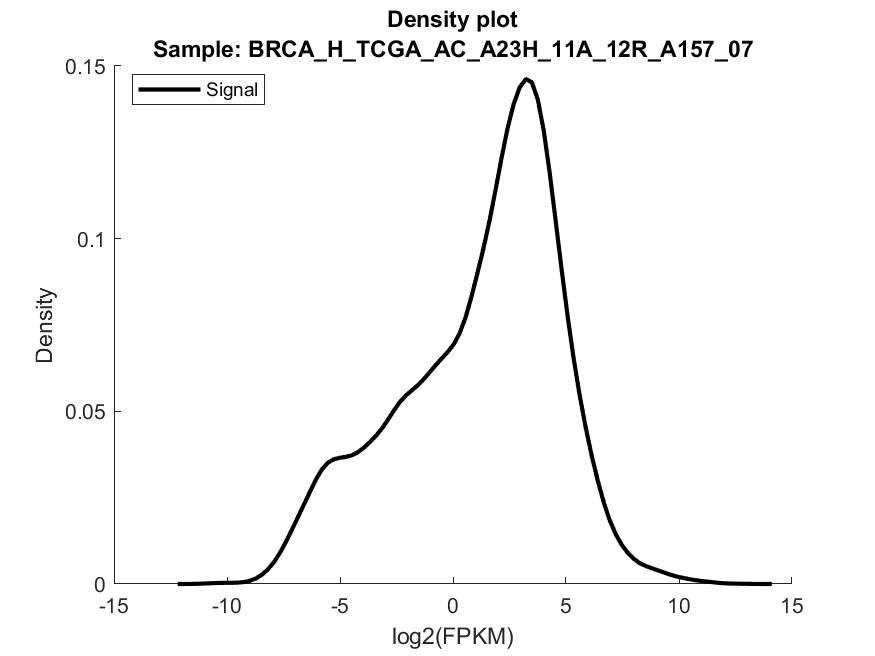 Density plot
Sample: BRCA_H_TCGA_AC_A23H_11A_12R_A157_07
0.15
Signal
0.1
Density
0.05
0
-15 -10 -5 0 5 10 15
log2(FPKM)